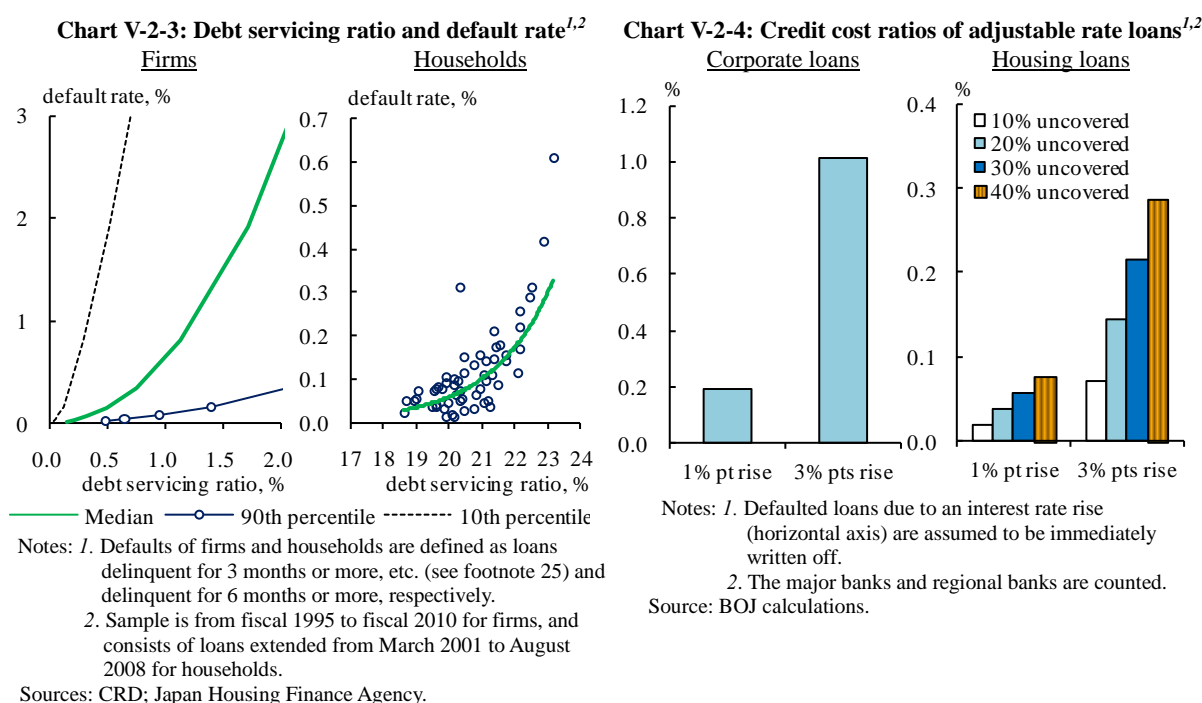 Chart V-2-3: Debt servicing ratio and default rate1,2
Firms
Households
default rate, %
3
2
1
0
0.0 0.5 1.0 1.5 2.0
debt servicing ratio, %
default rate, %
0.7
0.6
0.5
0.4
0.3
0.2
0.1
0.0
17 18 19 20 21 22 23 24
debt servicing ratio, %
Median 90th percentile 10th percentile
Notes: 1. Defaults of firms and households are defined as loans
delinquent for 3 months or more, etc. (see footnote 25) and
delinquent for 6 months or more, respectively.
2. Sample is from fiscal 1995 to fiscal 2010 for firms, and
consists of loans extended from March 2001 to August
2008 for households.
Sources: CRD; Japan Housing Finance Agency.
Chart V-2-4: Credit cost ratios of adjustable rate loans1,2
Corporate loans
Housing loans
%
1.2
1.0
0.8
0.6
0.4
0.2
0.0
1% pt rise 3% pts rise
%
0.4
0.3
0.2
0.1
0.0
10% uncovered
20% uncovered
30% uncovered
40% uncovered
1% pt rise 3% pts rise
Notes: 1. Defaulted loans due to an interest rate rise
(horizontal axis) are assumed to be immediately
written off.
2. The major banks and regional banks are counted.
Source: BOJ calculations.